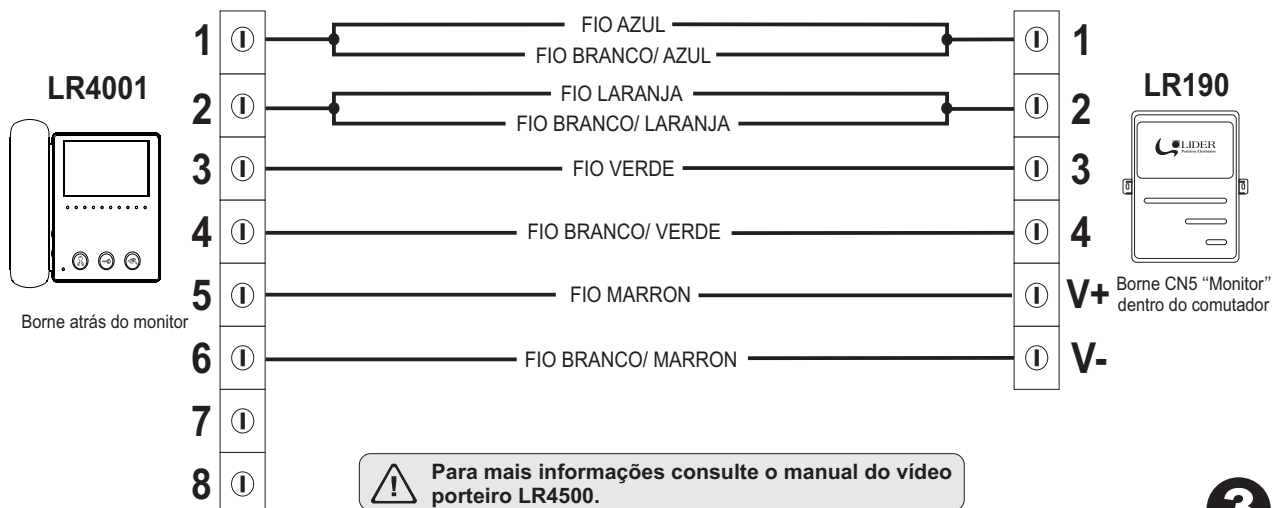 LR4001
Borne atrás do monitor
1
2
3
4
5
6
7
8
FIO AZUL
FIO BRANCO/ AZUL
FIO LARANJA
FIO BRANCO/ LARANJA
FIO VERDE
FIO BRANCO/ VERDE
FIO MARRON
FIO BRANCO/ MARRON
1
2
3
4
V+
V-
LR190
LIDER
Borne CN5 “Monitor”
dentro do comutador
Para mais informações consulte o manual do vídeo
porteiro LR4500.
3